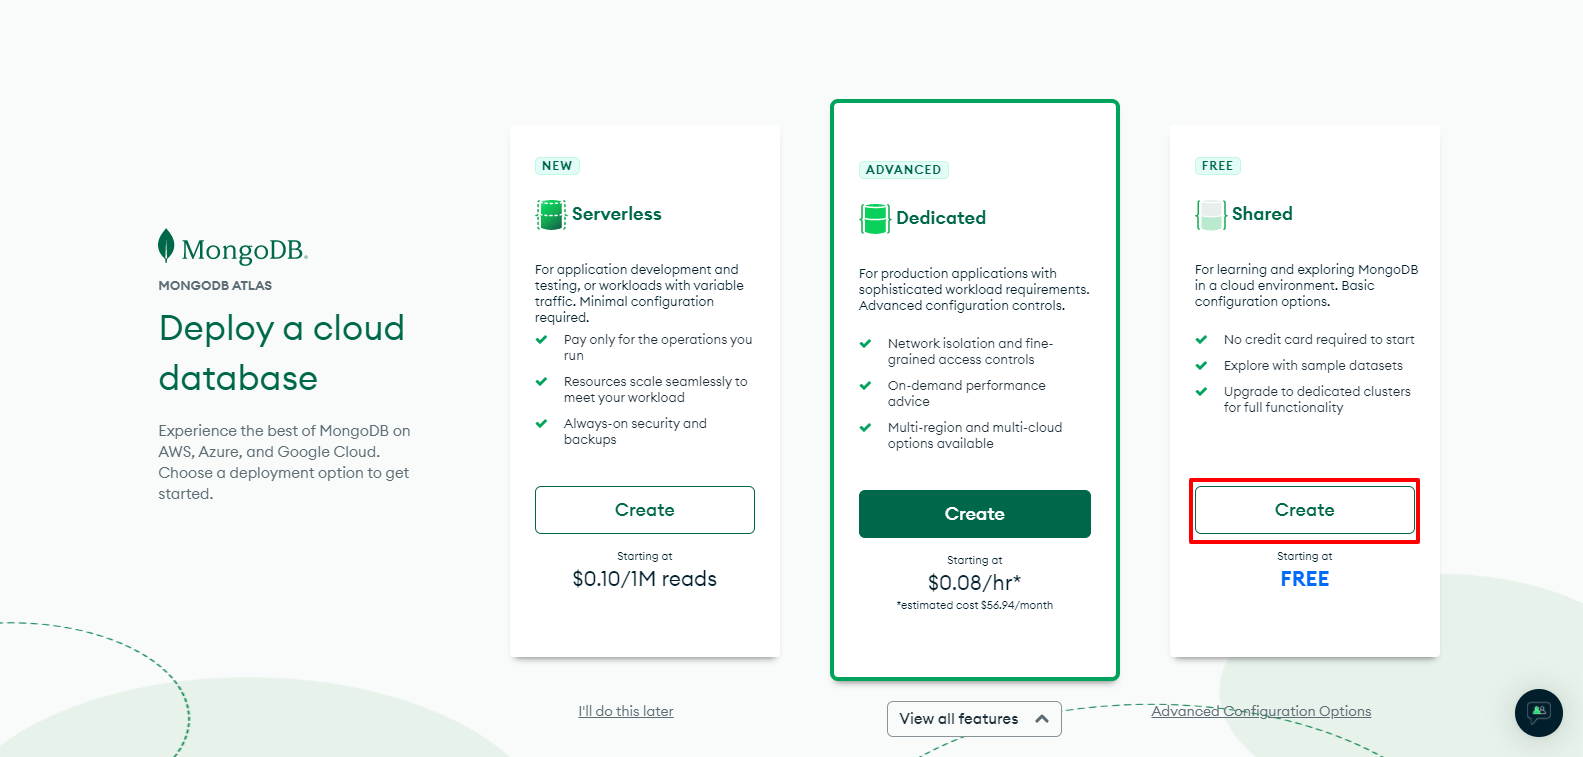 MongoDB.
MONGODB ATLAS
Deploy a cloud
database
Experience the best of MongoDB on
AWS, Azure, and Google Cloud.
Choose a deployment option to get
started.
NEW
Serverless
For application development and
testing, or workloads with variable
traffic. Minimal configuration
required.
Pay only for the operations you
run
Resources scale seamlessly to
meet your workload
Always-on security and
backups
Create
Starting at
$0.10/1M reads
ADVANCED
Dedicated
For production applications with
sophisticated workload requirements.
Advanced configuration controls.
Network isolation and fine-
grained access controls
On-demand performance
advice
Multi-region and multi-cloud
options available
Create
Starting at
$0.08/hr*
*estimated cost $56.94/month
FREE
Shared
For learning and exploring MongoDB
in a cloud environment. Basic
configuration options.
No credit card required to start
Explore with sample datasets
Upgrade to dedicated clusters
for full functionality
Create
Starting at
FREE
I'll do this later
View all features
Advanced Configuration Options